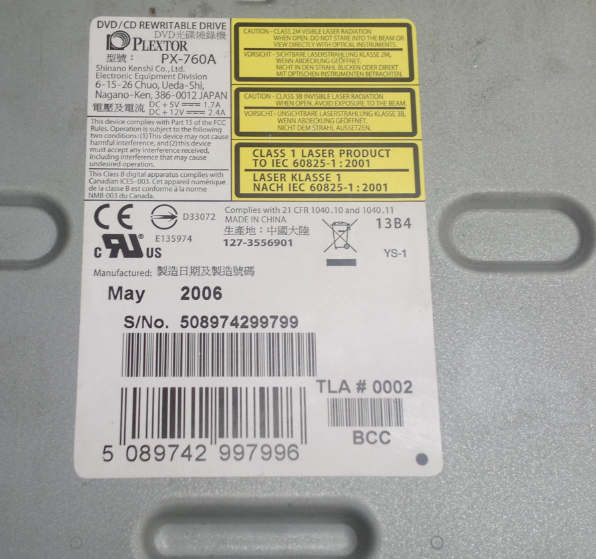 DVD/CD REWRITABLE DRIVE
DVD光碟燒錄機
PLEXTOR
型號： PX-760A
Shinano Kenshi Co., Ltd.
Electronic Equipment Division
6-15-26 Chuo, Ueda-Shi,
Nagano-Ken, 386-0012 JAPAN
電壓及電流 DC + 5V 1.7A
DC + 12V 2.4A
This device complies with Part 15 of the FCC
Rules. Operation is subject to the following
two conditions: (1) This device may not cause
harmful interference, and (2) this device
must accept any interference received,
including interference that may cause
undesired operation.
This Class B digital apparatus complies with
Canadian ICES-003. Cet appareil numérique
de la classe B est conforme à la norme
NMB-003 du Canada.
CAUTION - CLASS 2M VISIBLE LASER RADIATION
WHEN OPEN. DO NOT STARE INTO THE BEAM OR
VIEW DIRECTLY WITH OPTICAL INSTRUMENTS.
VORSICHT - SICHTBARE LASERSTRAHLUNG KLASSE 2M,
WENN ABDECKUNG GEÖFFNET.
NICHT IN DEN STRAHL BLICKEN ODER DIREKT
MIT OPTISCHEN INSTRUMENTEN BETRACHTEN.
CAUTION - CLASS 3B INVISIBLE LASER RADIATION
WHEN OPEN. AVOID EXPOSURE TO THE BEAM.
VORSICHT - UNSICHTBARE LASERSTRAHLUNG KLASSE 3B,
WENN ABDECKUNG GEÖFFNET.
NICHT DEM STRAHL AUSSETZEN.
CLASS 1 LASER PRODUCT
TO IEC 60825-1 : 2001
LASER KLASSE 1
NACH IEC 60825-1 : 2001
CE D33072
c RU US E135974
Complies with 21 CFR 1040.10 and 1040.11
MADE IN CHINA
生產地：中國大陸
127-3556901
13B4
YS-1
Manufactured: 製造日期及製造號碼
May 2006
S/No. 508974299799
TLA # 0002
BCC
5 089742 997996